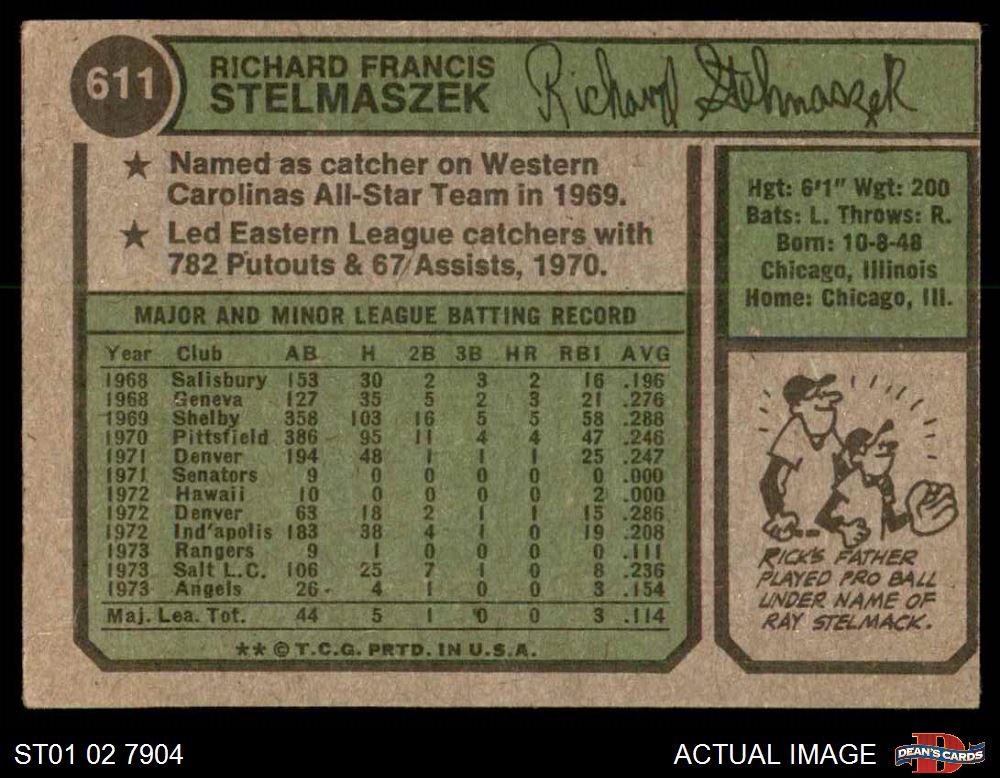 611
RICHARD FRANCIS
STELMASZEK
Richard Stelmaszek
★ Named as catcher on Western
Carolinas All-Star Team in 1969.
★ Led Eastern League catchers with
782 Putouts & 67 Assists, 1970.
Hgt: 6'1" Wgt: 200
Bats: L. Throws: R.
Born: 10-8-48
Chicago, Illinois
Home: Chicago, Ill.
MAJOR AND MINOR LEAGUE BATTING RECORD
Year Club AB H 2B 3B HR RBI AVG
1968 Salisbury 153 30 2 3 2 16 .196
1968 Geneva 127 35 5 2 3 21 .276
1969 Shelby 358 103 16 5 5 58 .288
1970 Pittsfield 386 95 11 4 4 47 .246
1971 Denver 194 48 1 1 1 25 .247
1971 Senators 9 0 0 0 0 0 .000
1972 Hawaii 10 0 0 0 0 2 .000
1972 Denver 63 18 2 1 1 15 .286
1972 Ind'apolis 183 38 4 1 0 19 .208
1973 Rangers 9 1 0 0 0 0 .111
1973 Salt L.C. 106 25 7 1 0 8 .236
1973 Angels 26 4 1 0 0 3 .154
Maj. Lea. Tot. 44 5 1 0 0 3 .114
** © T.C.G. PRTD. IN U.S.A.
RICK'S FATHER
PLAYED PRO BALL
UNDER NAME OF
RAY STELMACK.
ST01 02 7904
ACTUAL IMAGE
DEAN'S CARDS